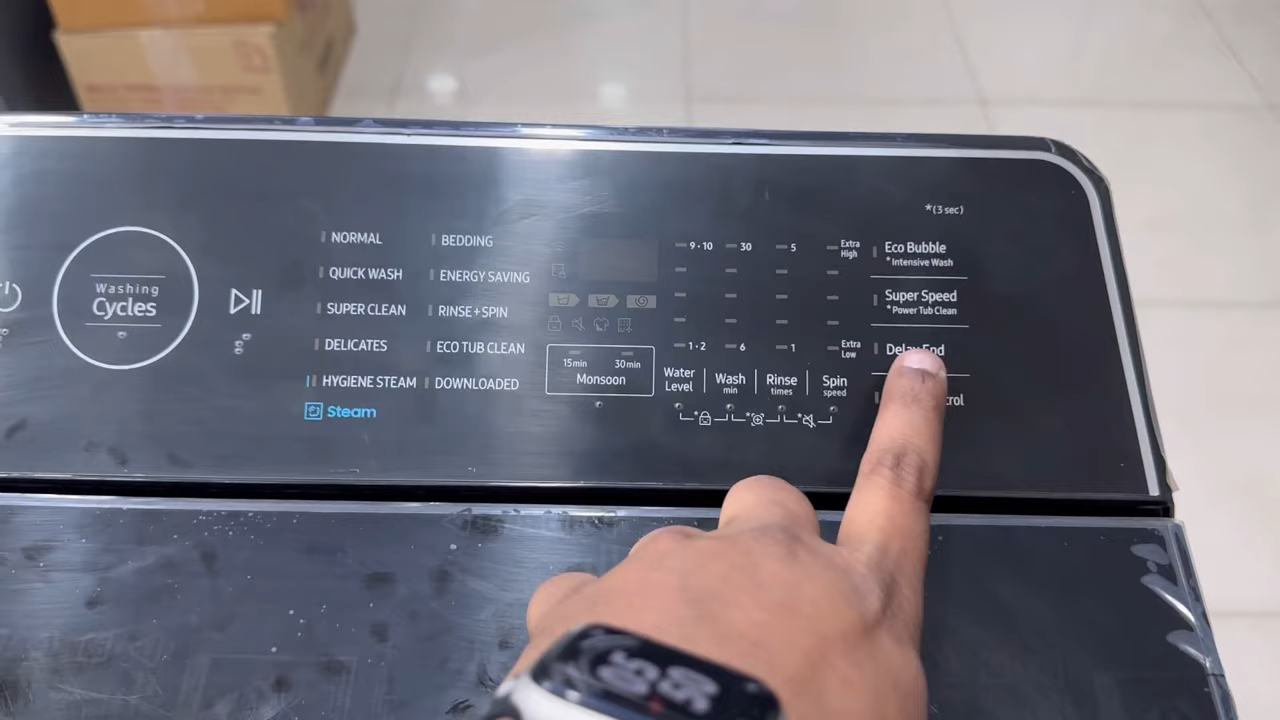 *(3 sec)
Washing
Cycles
NORMAL
QUICK WASH
SUPER CLEAN
DELICATES
HYGIENE STEAM
Steam
BEDDING
ENERGY SAVING
RINSE+SPIN
ECO TUB CLEAN
DOWNLOADED
15min 30min
Monsoon
9·10 30 5 Extra High
1·2 6 1 Extra Low
Water Level
Wash min
Rinse times
Spin speed
Eco Bubble
*Intensive Wash
Super Speed
*Power Tub Clean
Delay End